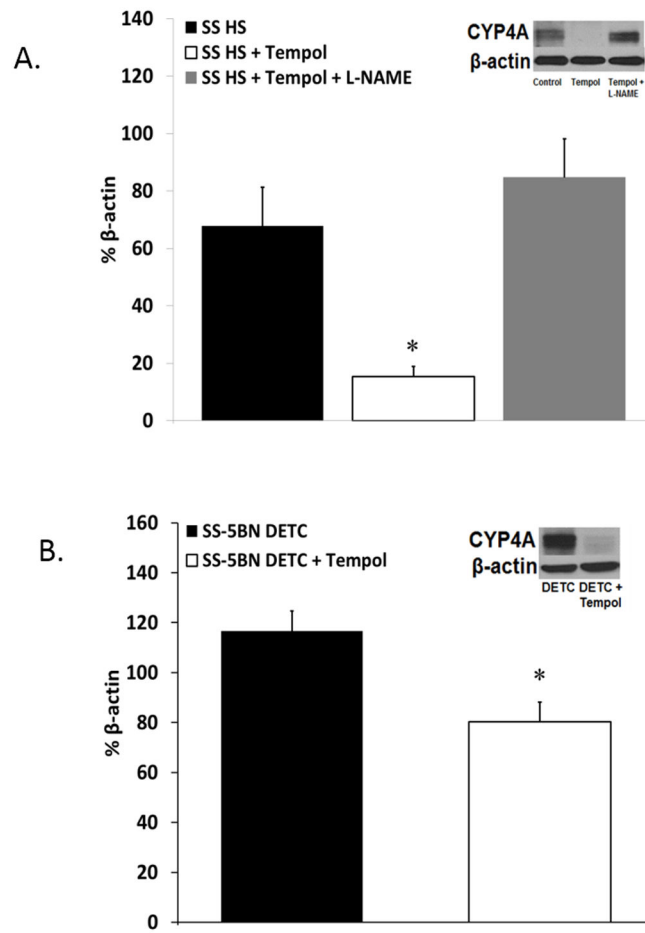 A.
% β-actin
140
120
100
80
60
40
20
0
SS HS
SS HS + Tempol
SS HS + Tempol + L-NAME
CYP4A
β-actin
Control Tempol Tempol +
L-NAME
*
B.
% β-actin
160
140
120
100
80
60
40
20
0
SS-5BN DETC
SS-5BN DETC + Tempol
CYP4A
β-actin
DETC DETC +
Tempol
*